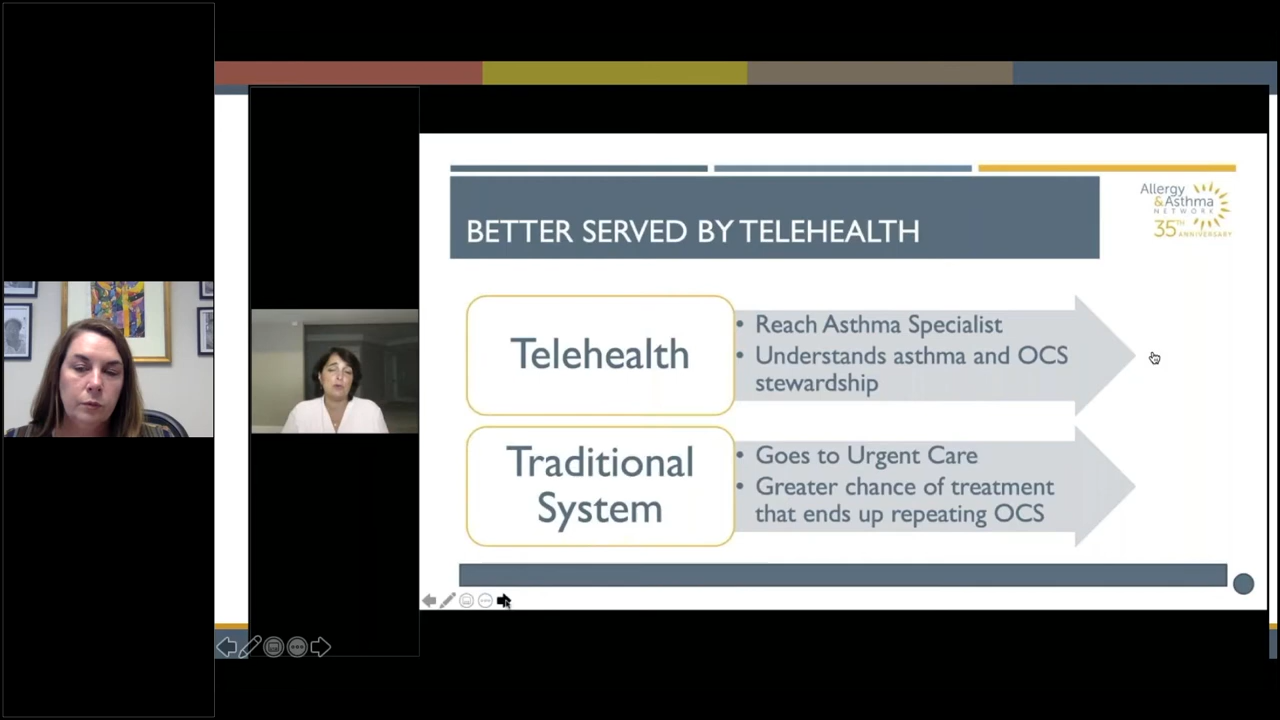 BETTER SERVED BY TELEHEALTH
Allergy
&Asthma
NETWORK
35TH
ANNIVERSARY
Telehealth
• Reach Asthma Specialist
• Understands asthma and OCS
stewardship
Traditional
System
• Goes to Urgent Care
• Greater chance of treatment
that ends up repeating OCS